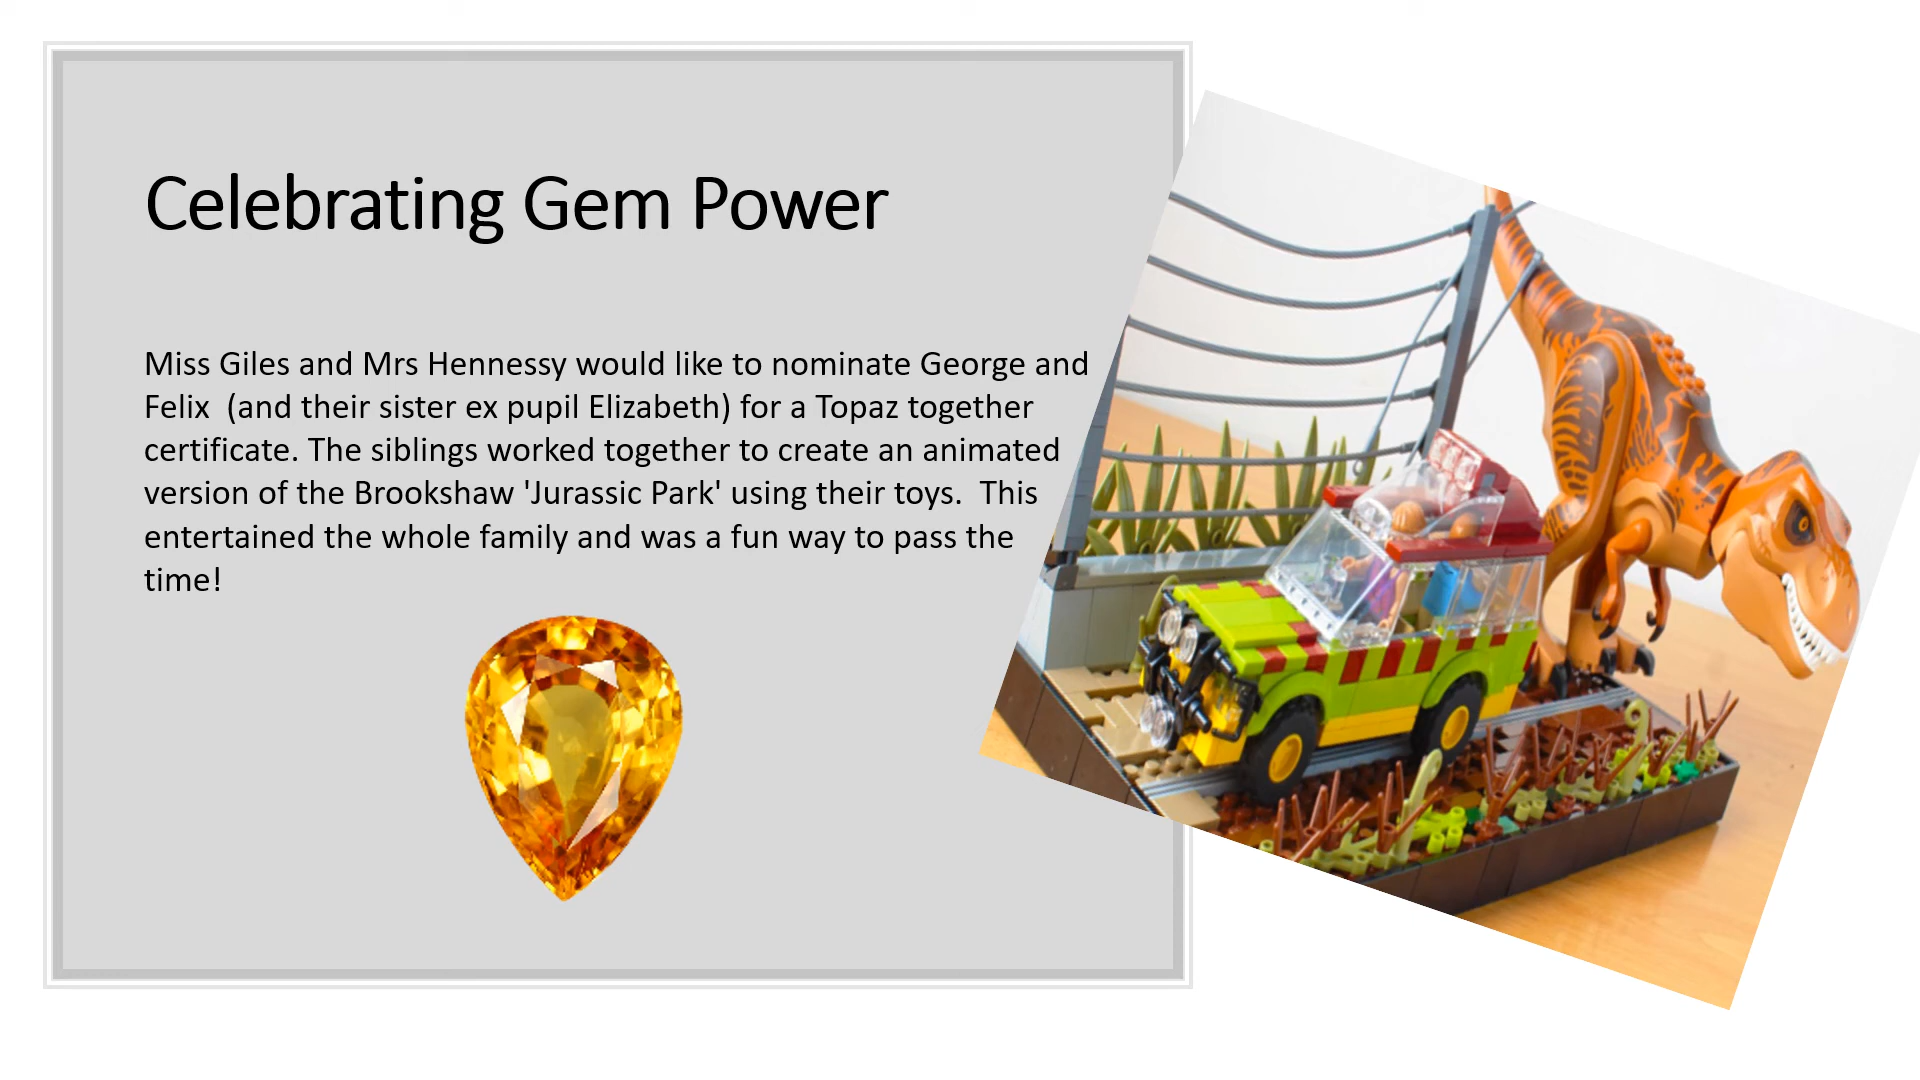 Celebrating Gem Power
Miss Giles and Mrs Hennessy would like to nominate George and
Felix  (and their sister ex pupil Elizabeth) for a Topaz together
certificate. The siblings worked together to create an animated
version of the Brookshaw 'Jurassic Park' using their toys.  This
entertained the whole family and was a fun way to pass the
time!